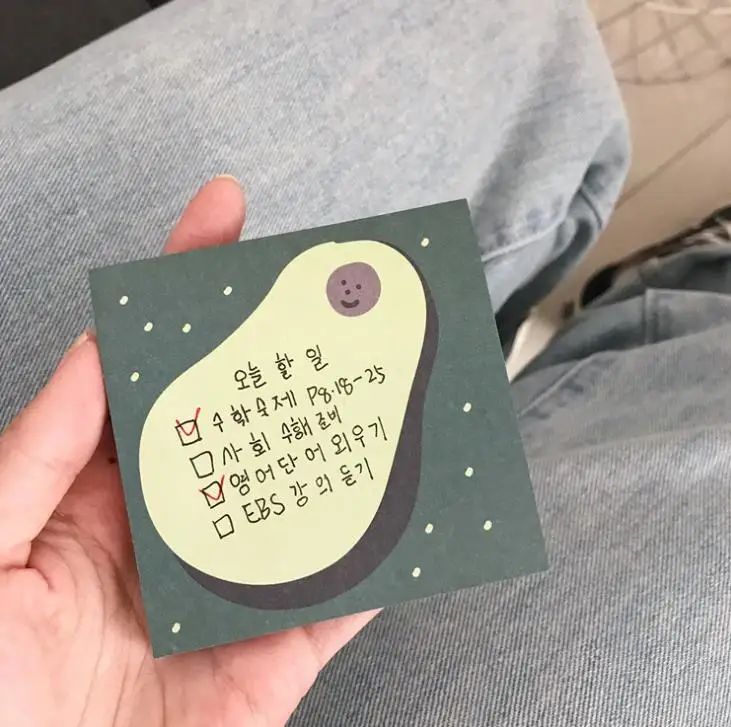 오늘 할 일
수학숙제 P8.18-25
사회 수행 준비
영어단어 외우기
EBS 강의 듣기